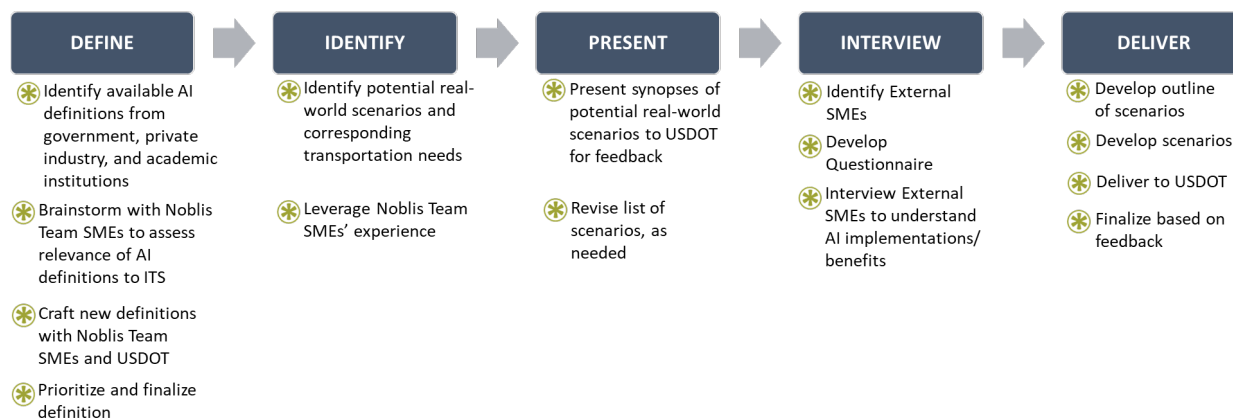 DEFINE
Identify available AI
definitions from
government, private
industry, and academic
institutions
Brainstorm with Noblis
Team SMEs to assess
relevance of AI
definitions to ITS
Craft new definitions
with Noblis Team
SMEs and USDOT
Prioritize and finalize
definition
IDENTIFY
Identify potential real-
world scenarios and
corresponding
transportation needs
Leverage Noblis Team
SMEs’ experience
PRESENT
Present synopses of
potential real-world
scenarios to USDOT
for feedback
Revise list of
scenarios, as
needed
INTERVIEW
Identify External
SMEs
Develop
Questionnaire
Interview External
SMEs to understand
AI implementations/
benefits
DELIVER
Develop outline
of scenarios
Develop scenarios
Deliver to USDOT
Finalize based on
feedback